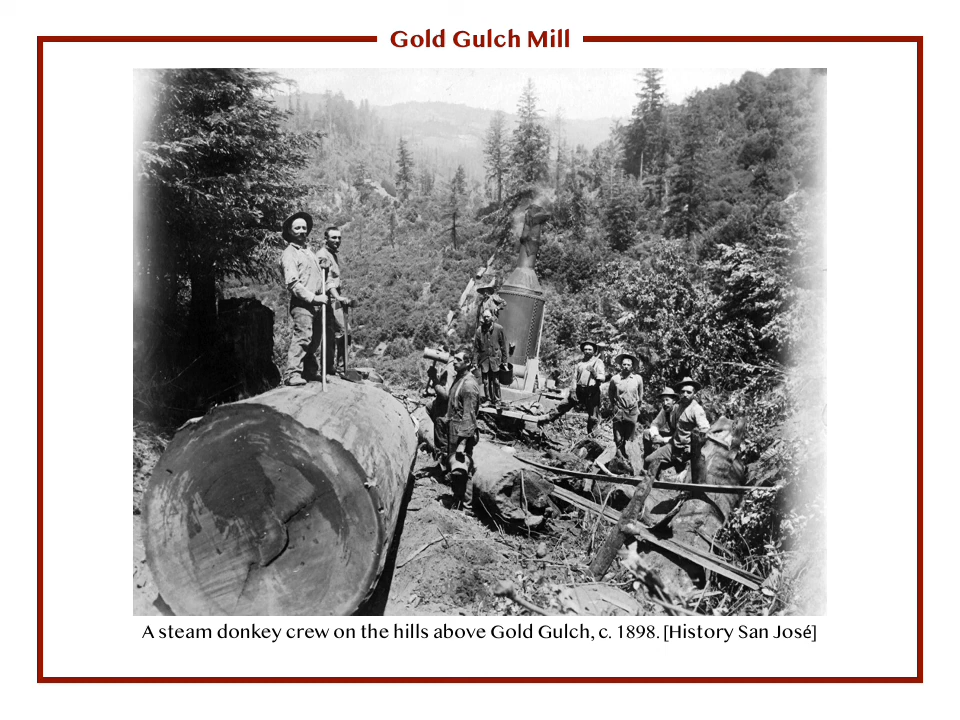 Gold Gulch Mill
A steam donkey crew on the hills above Gold Gulch, c. 1898. [History San José]